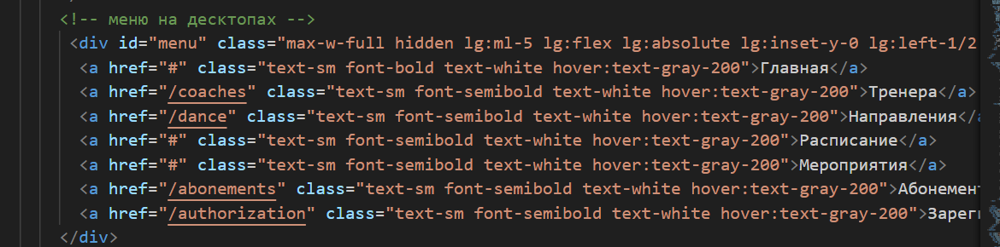 <!-- меню на десктопах -->
<div id="menu" class="max-w-full hidden lg:ml-5 lg:flex lg:absolute lg:inset-y-0 lg:left-1/2
<a href="#" class="text-sm font-bold text-white hover:text-gray-200">Главная</a>
<a href="/coaches" class="text-sm font-semibold text-white hover:text-gray-200">Тренера</a>
<a href="/dance" class="text-sm font-semibold text-white hover:text-gray-200">Направления</a
<a href="#" class="text-sm font-semibold text-white hover:text-gray-200">Расписание</a>
<a href="#" class="text-sm font-semibold text-white hover:text-gray-200">Мероприятия</a>
<a href="/abonements" class="text-sm font-semibold text-white hover:text-gray-200">Абонемент
<a href="/authorization" class="text-sm font-semibold text-white hover:text-gray-200">Зареги
</div>